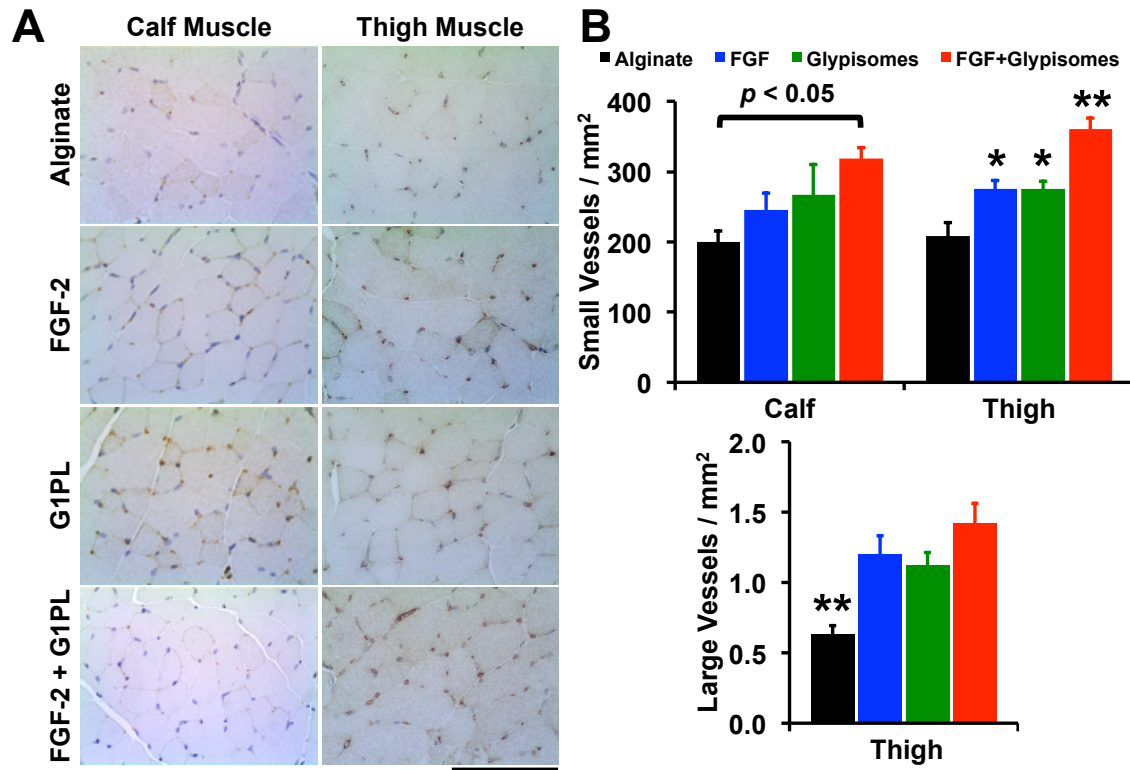 A
Calf Muscle
Thigh Muscle
Alginate
FGF-2
G1PL
FGF-2 + G1PL
B
Alginate
FGF
Glypisomes
FGF+Glypisomes
Small Vessels / mm²
400
300
200
100
0
p < 0.05
*
*
**
Calf
Thigh
Large Vessels / mm²
2.0
1.5
1.0
0.5
0.0
**
Thigh